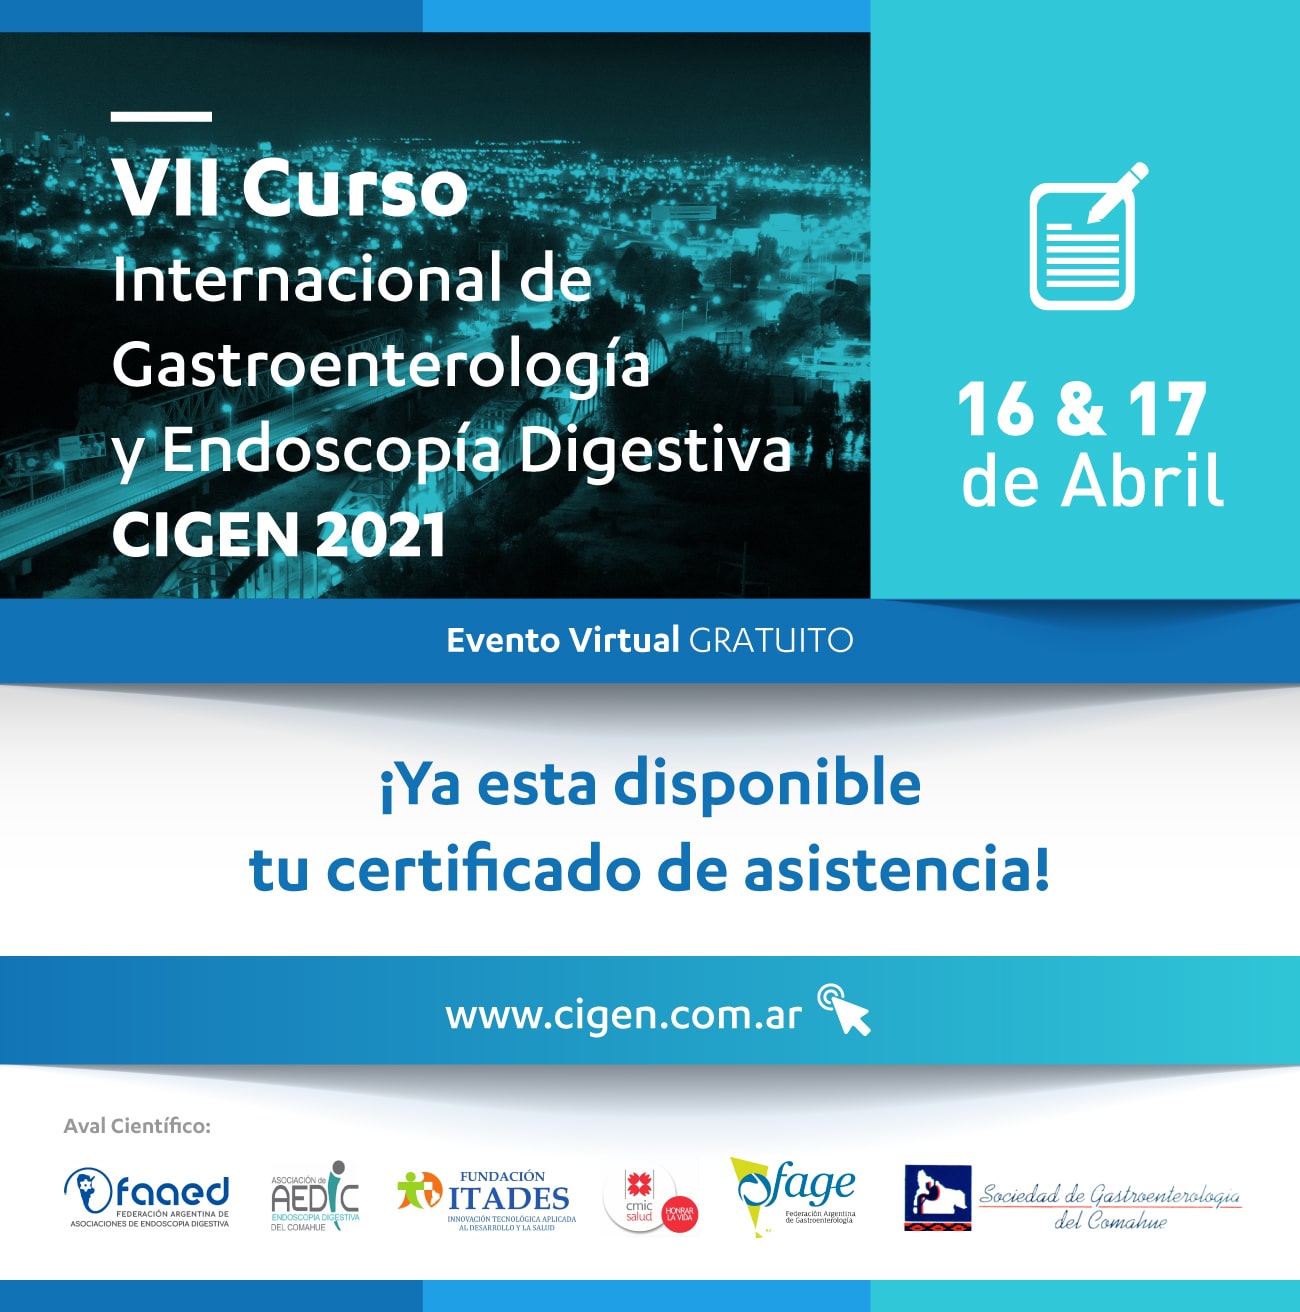 VII Curso
Internacional de
Gastroenterología
y Endoscopía Digestiva
CIGEN 2021
16 & 17
de Abril
Evento Virtual GRATUITO
¡Ya esta disponible
tu certificado de asistencia!
www.cigen.com.ar
Aval Científico:
faaed
FEDERACIÓN ARGENTINA DE
ASOCIACIONES DE ENDOSCOPIA DIGESTIVA
ASOCIACIÓN de
AEDIC
ENDOSCOPIA DIGESTIVA
DEL COMAHUE
FUNDACIÓN
ITADES
INNOVACIÓN TECNOLÓGICA APLICADA
AL DESARROLLO Y LA SALUD
cmic
salud
HONRAR
LA VIDA
fage
Federación Argentina
de Gastroenterología
Sociedad de Gastroenterologia
del Comahue